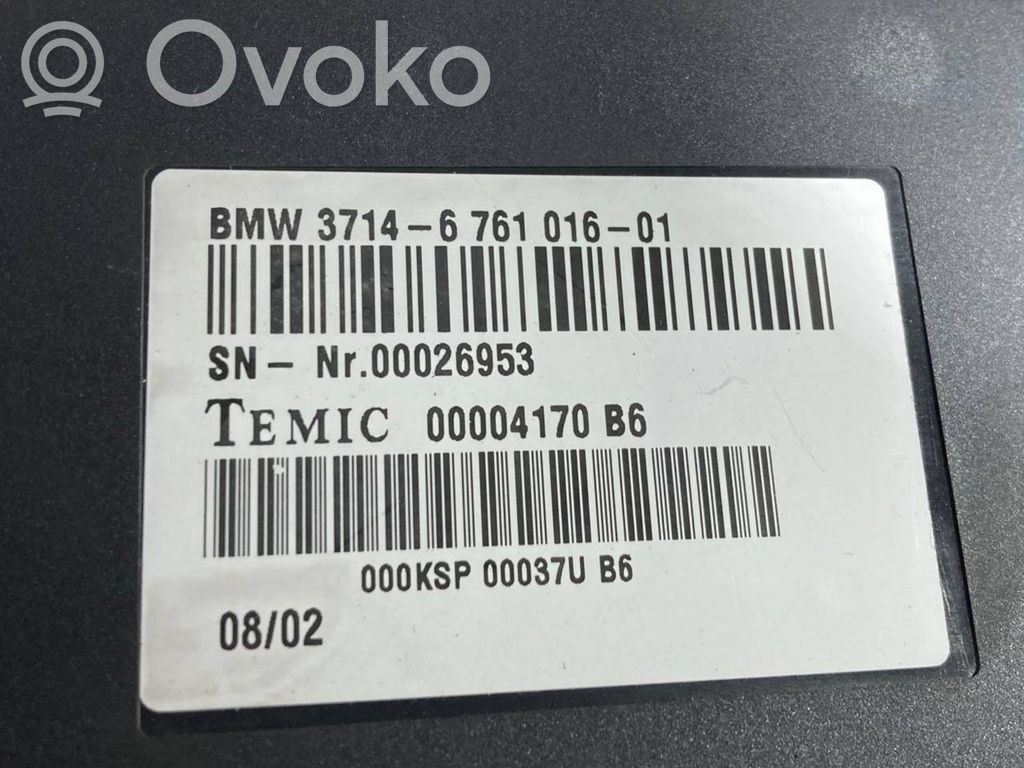 Ovoko
BMW 3714-6 761 016-01
SN- Nr.00026953
TEMIC 00004170 B6
000KSP 00037U B6
08/02